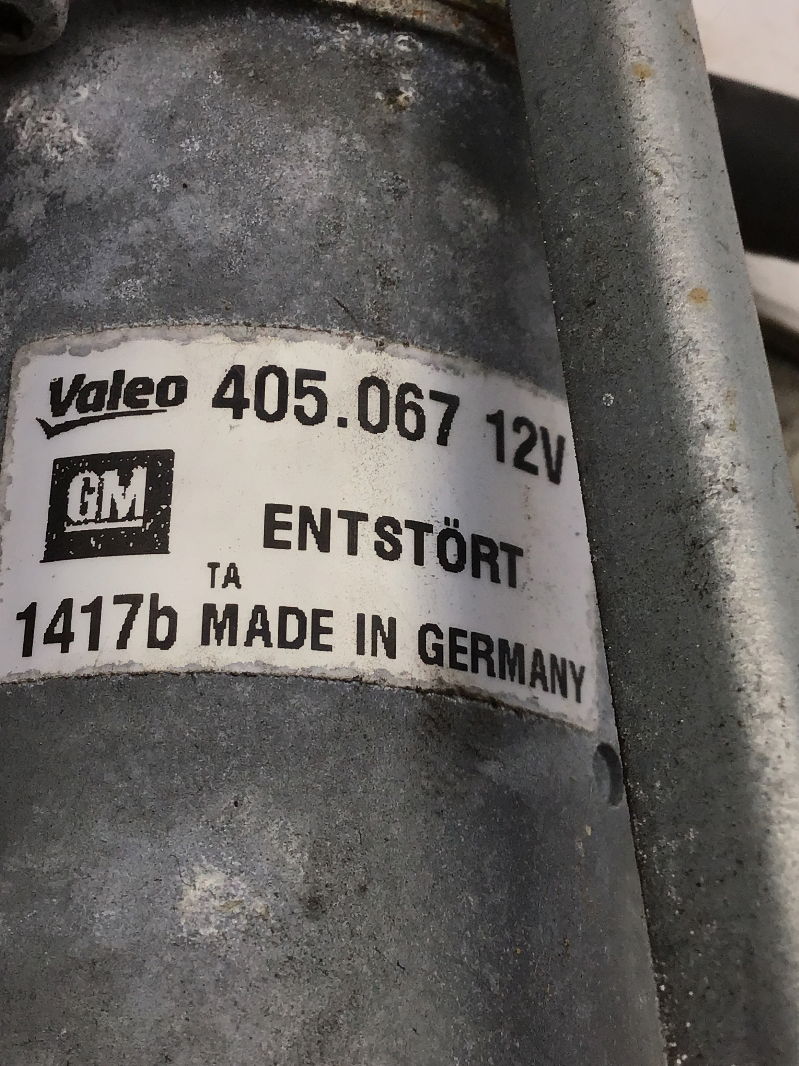 Valeo 405.067 12V
GM ENTSTÖRT
TA
1417b MADE IN GERMANY